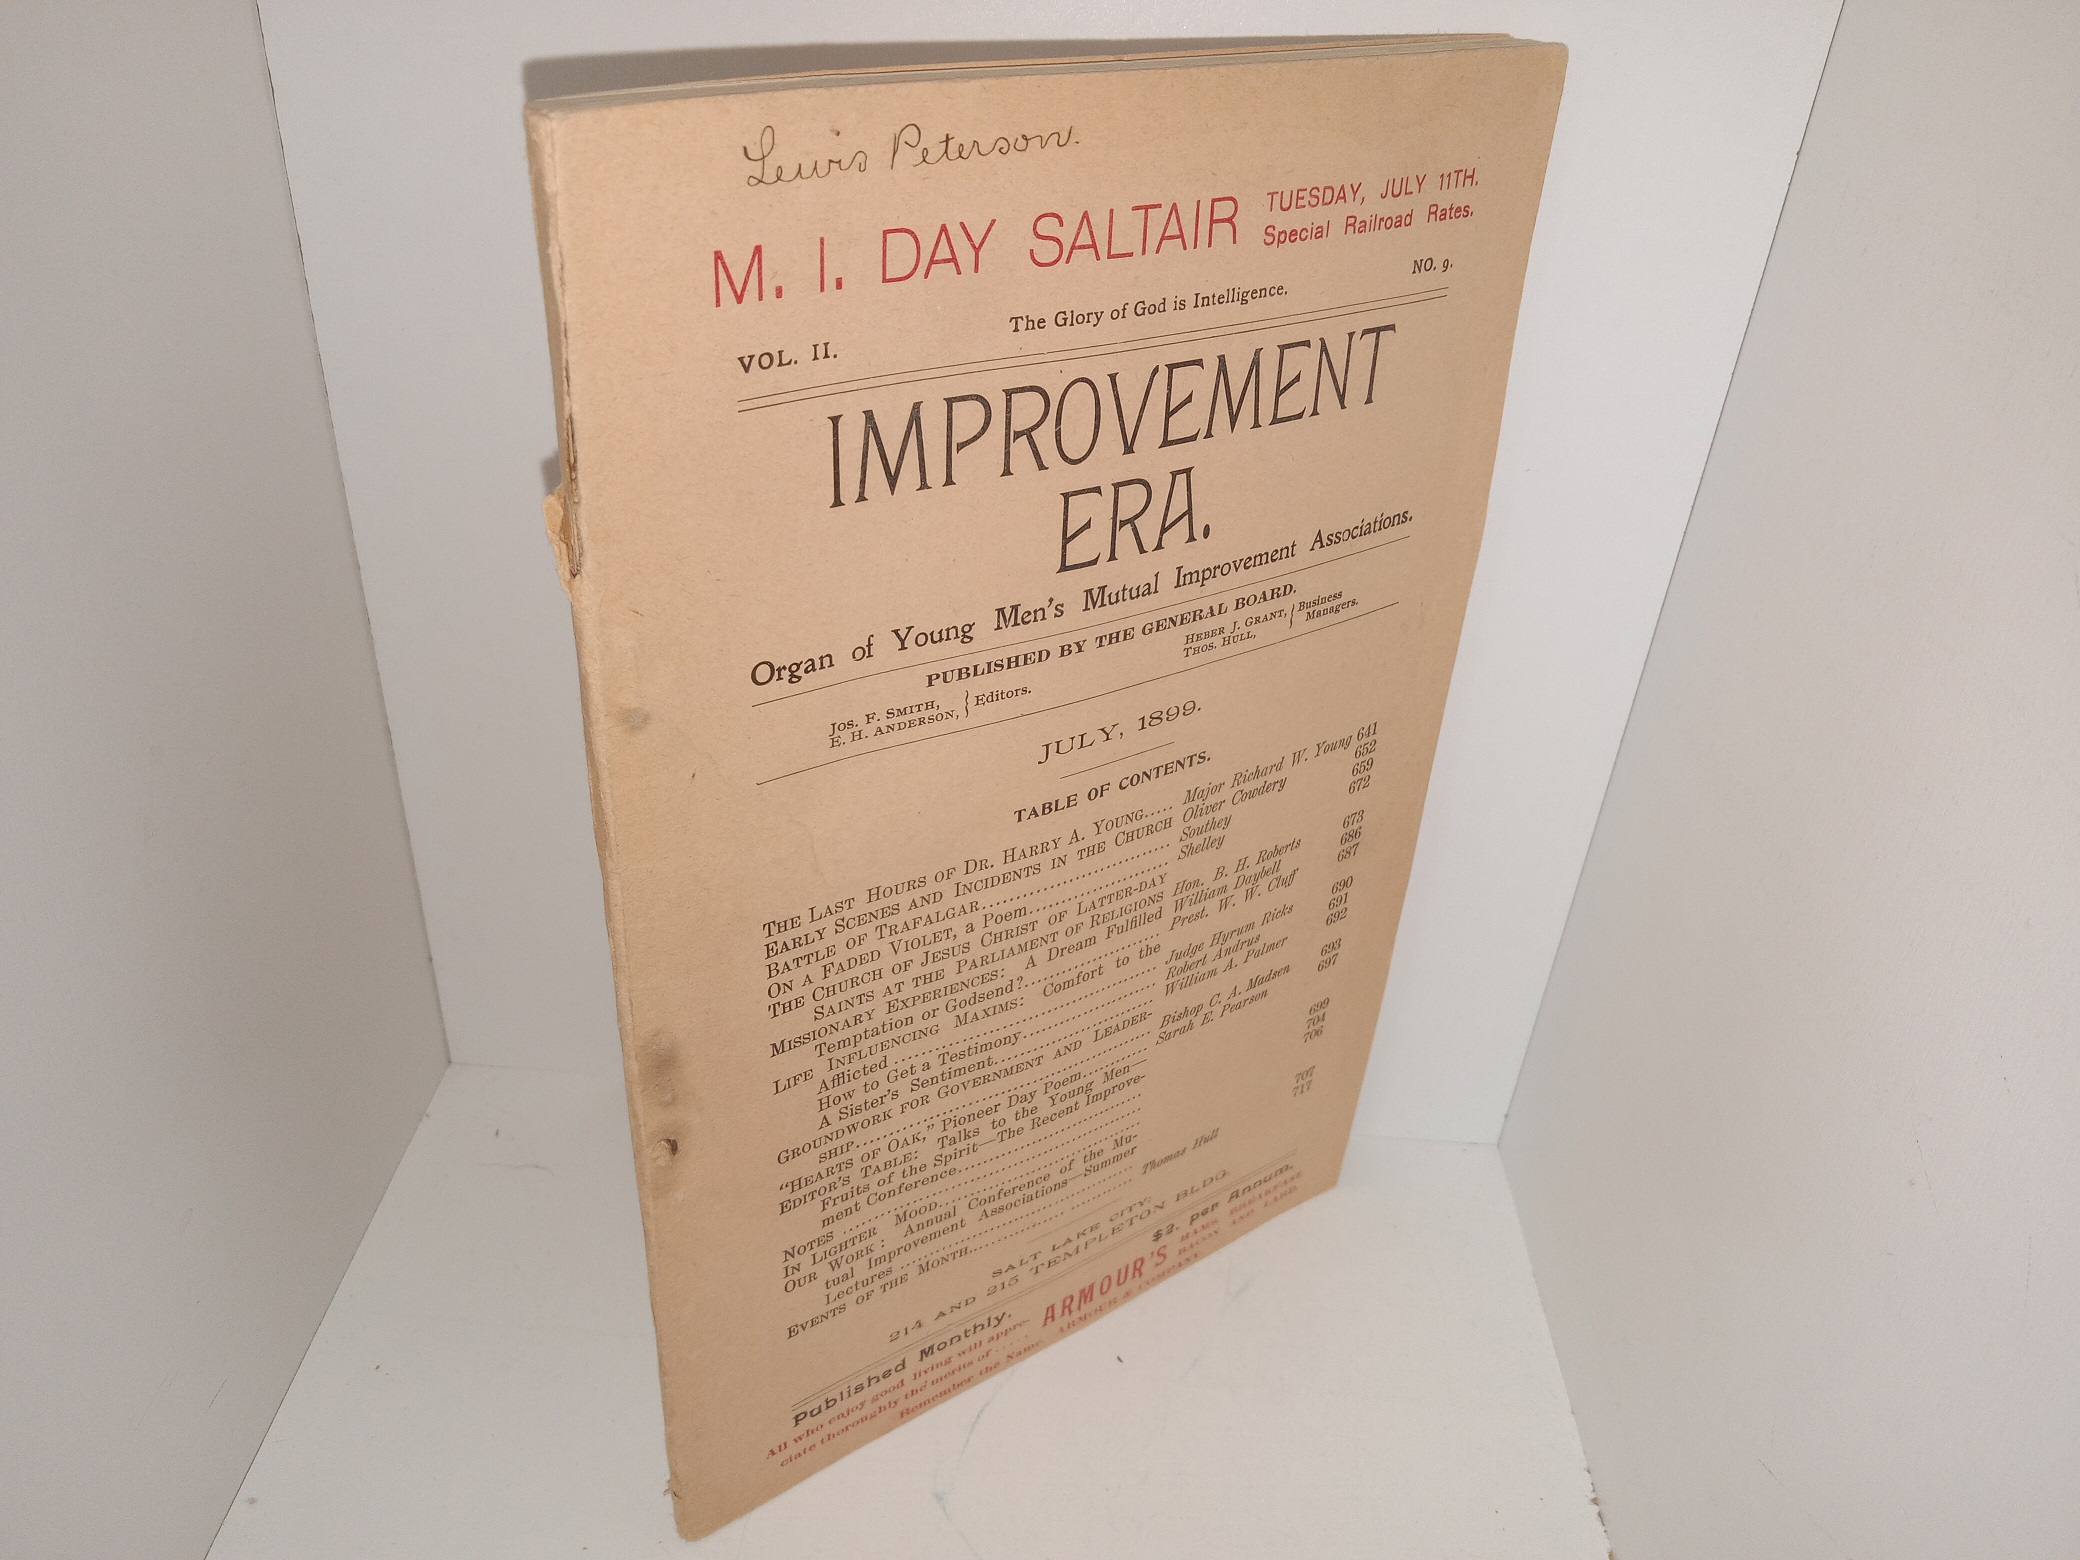 Lewis Peterson.
M. I. DAY SALTAIR TUESDAY, JULY 11TH.
Special Railroad Rates.
VOL. II. The Glory of God is Intelligence. NO. 9.
IMPROVEMENT
ERA.
Organ of Young Men's Mutual Improvement Associations.
PUBLISHED BY THE GENERAL BOARD.
JOS. F. SMITH,
E. H. ANDERSON, } Editors.
HEBER J. GRANT,
THOS. HULL, } Business
Managers.
JULY, 1899.
TABLE OF CONTENTS.
THE LAST HOURS OF DR. HARRY A. YOUNG..... Major Richard W. Young 641
EARLY SCENES AND INCIDENTS IN THE CHURCH Oliver Cowdery 652
BATTLE OF TRAFALGAR.............................. Southey 659
ON A FADED VIOLET, a Poem...................... Shelley 672
THE CHURCH OF JESUS CHRIST OF LATTER-DAY
SAINTS AT THE PARLIAMENT OF RELIGIONS Hon. B. H. Roberts 673
MISSIONARY EXPERIENCES: A Dream Fulfilled William Daybell 686
Temptation or Godsend?...................... Prest. W. W. Cluff 687
LIFE INFLUENCING MAXIMS: Comfort to the
Afflicted........................................ Judge Hyrum Ricks 690
How to Get a Testimony..................... Robert Andrus 691
A Sister's Sentiment......................... William A. Palmer 692
GROUNDWORK FOR GOVERNMENT AND LEADER-
SHIP............................................. Bishop C. A. Madsen 693
"HEARTS OF OAK," Pioneer Day Poem.......... Sarah E. Pearson 697
EDITOR'S TABLE: Talks to the Young Men—
Fruits of the Spirit—The Recent Improve-
ment Conference............................. 699
NOTES............................................ 704
IN LIGHTER MOOD................................ 706
OUR WORK: Annual Conference of the Mu-
tual Improvement Associations—Summer
Lectures........................................ 707
EVENTS OF THE MONTH.......................... Thomas Hull 717
SALT LAKE CITY:
214 AND 215 TEMPLETON BLDG.
Published Monthly. $2. per Annum.
All who enjoy good living will appre-
ciate thoroughly the merits of..... ARMOUR'S HAMS, BREAKFAST
BACON AND LARD.
Remember the Name ARMOUR & COMPANY.